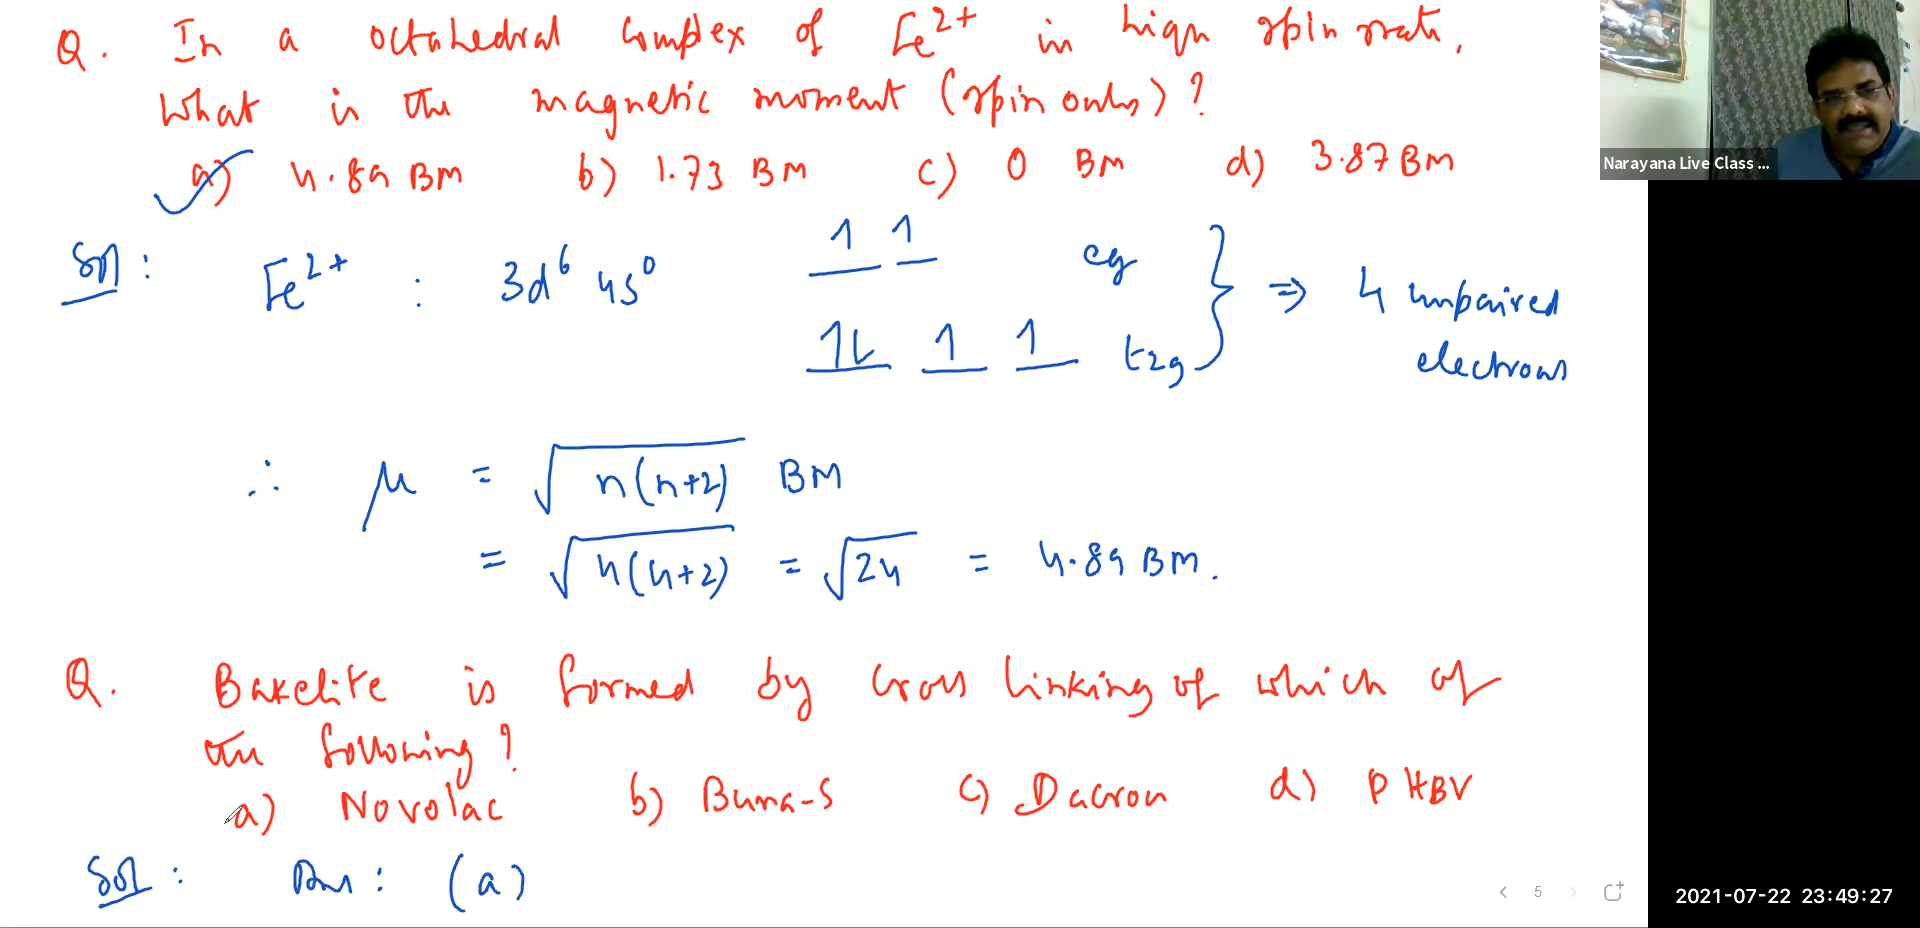 Q. In a octahedral complex of Fe²⁺ in high spin state,
What is the magnetic moment (spin only)?
a) 4.89 BM b) 1.73 BM c) 0 BM d) 3.87 BM
Sol: Fe²⁺ : 3d⁶ 4s⁰ 1 1 eg } ⇒ 4 unpaired electrons
1L 1 1 t2g
∴ μ = √n(n+2) BM
= √4(4+2) = √24 = 4.89 BM.
Q. Bakelite is formed by cross linking of which of
the following?
a) Novolac b) Buna-S c) Dacron d) PHBV
Sol: Ans: (a)
Narayana Live Class ...
< 5 >
2021-07-22 23:49:27